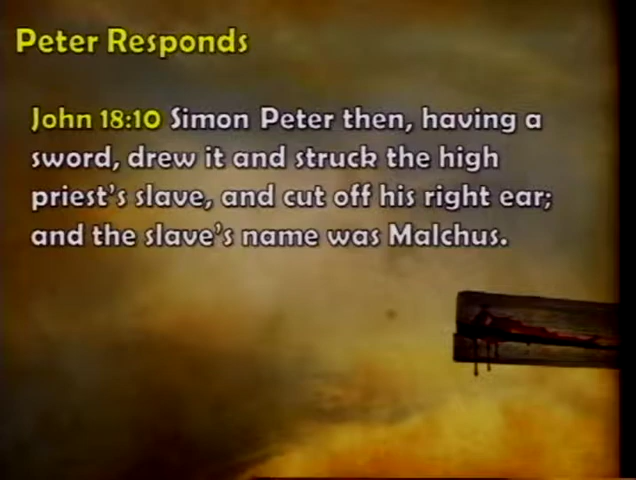 Peter Responds
John 18:10 Simon Peter then, having a
sword, drew it and struck the high
priest's slave, and cut off his right ear;
and the slave's name was Malchus.